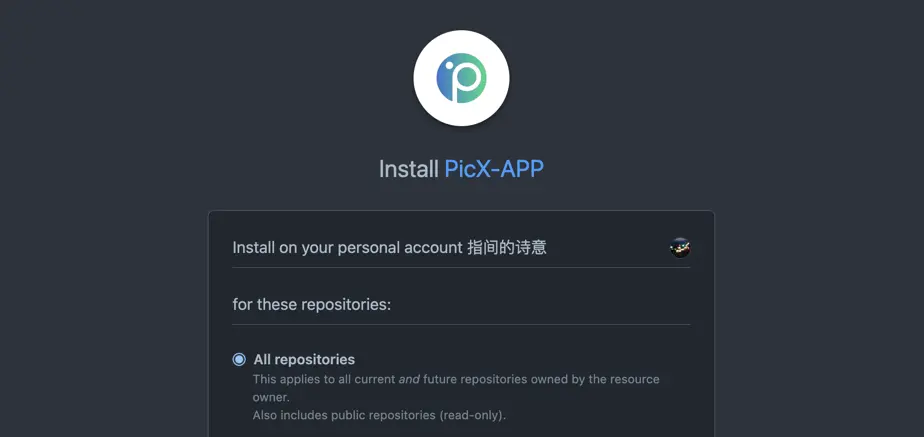 Install PicX-APP
Install on your personal account 指间的诗意
for these repositories:
All repositories
This applies to all current and future repositories owned by the resource
owner.
Also includes public repositories (read-only).